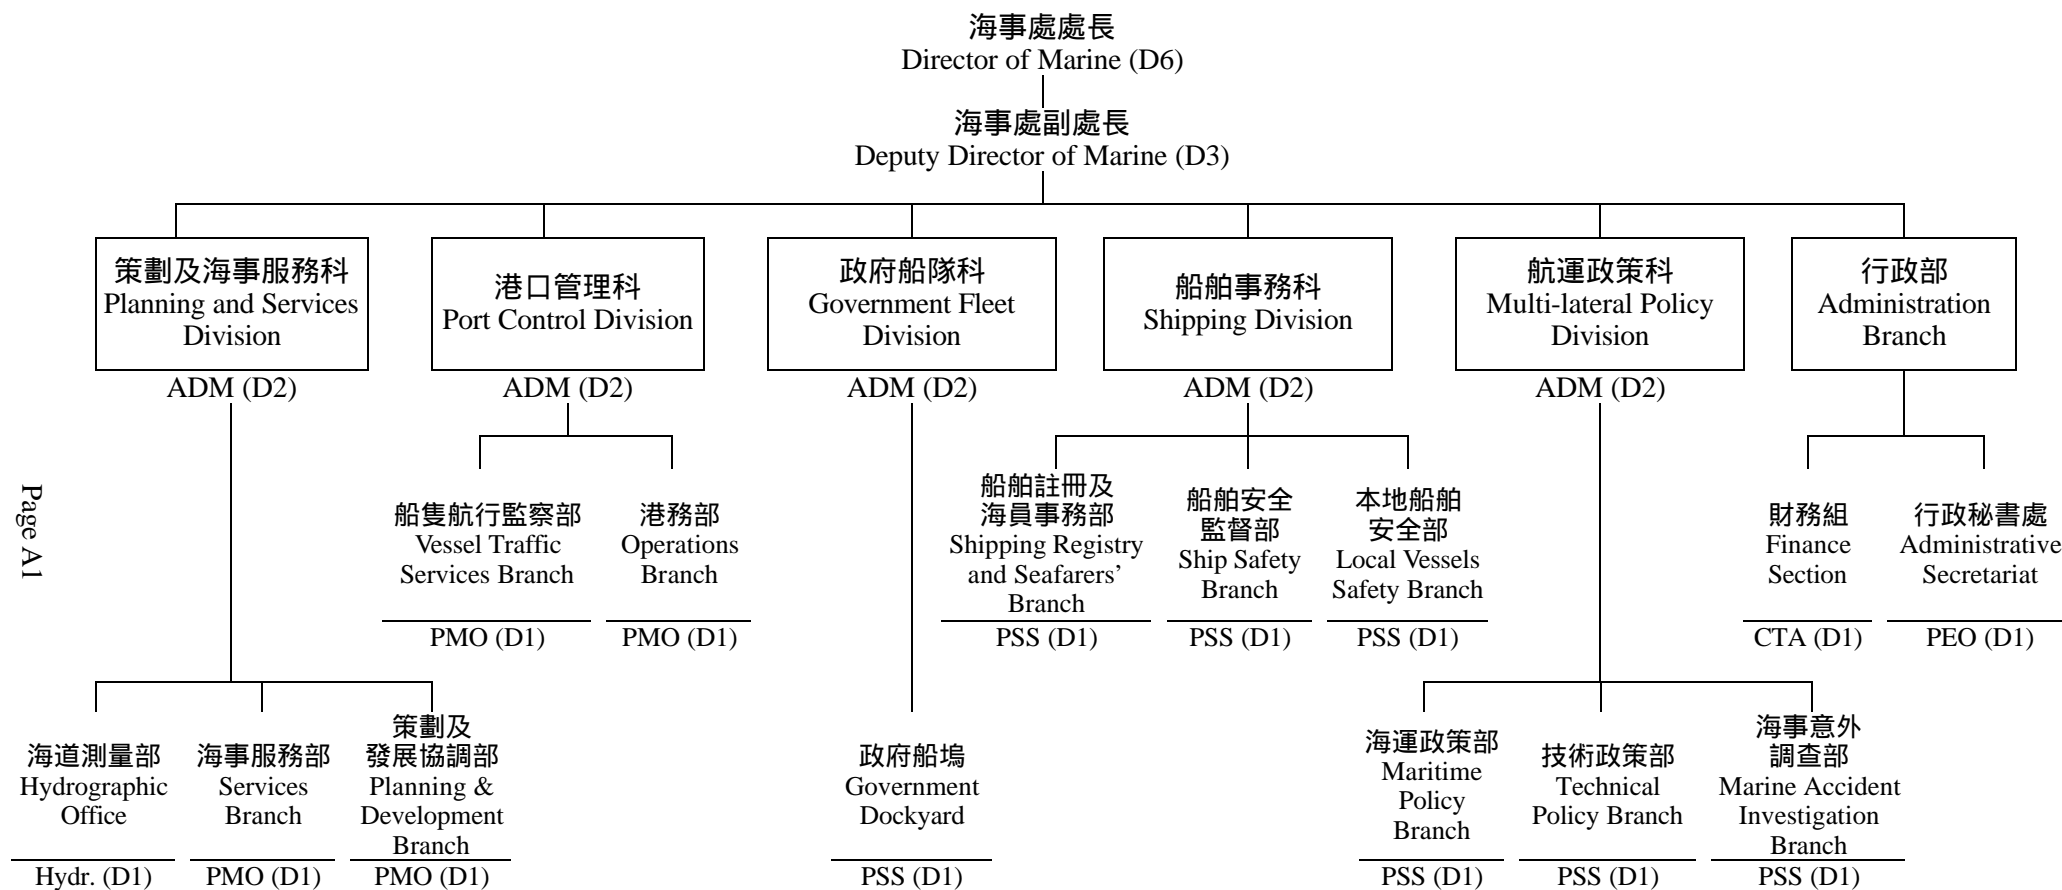 海事處處長
Director of Marine (D6)
海事處副處長
Deputy Director of Marine (D3)
策劃及海事服務科
Planning and Services
Division
ADM (D2)
港口管理科
Port Control Division
ADM (D2)
政府船隊科
Government Fleet
Division
ADM (D2)
船舶事務科
Shipping Division
ADM (D2)
航運政策科
Multi-lateral Policy
Division
ADM (D2)
行政部
Administration
Branch
船隻航行監察部
Vessel Traffic
Services Branch
PMO (D1)
港務部
Operations
Branch
PMO (D1)
船舶註冊及
海員事務部
Shipping Registry
and Seafarers’
Branch
PSS (D1)
船舶安全
監督部
Ship Safety
Branch
PSS (D1)
本地船舶
安全部
Local Vessels
Safety Branch
PSS (D1)
財務組
Finance
Section
CTA (D1)
行政秘書處
Administrative
Secretariat
PEO (D1)
海道測量部
Hydrographic
Office
Hydr. (D1)
海事服務部
Services
Branch
PMO (D1)
策劃及
發展協調部
Planning &
Development
Branch
PMO (D1)
政府船塢
Government
Dockyard
PSS (D1)
海運政策部
Maritime
Policy
Branch
PSS (D1)
技術政策部
Technical
Policy Branch
PSS (D1)
海事意外
調查部
Marine Accident
Investigation
Branch
PSS (D1)
Page A1